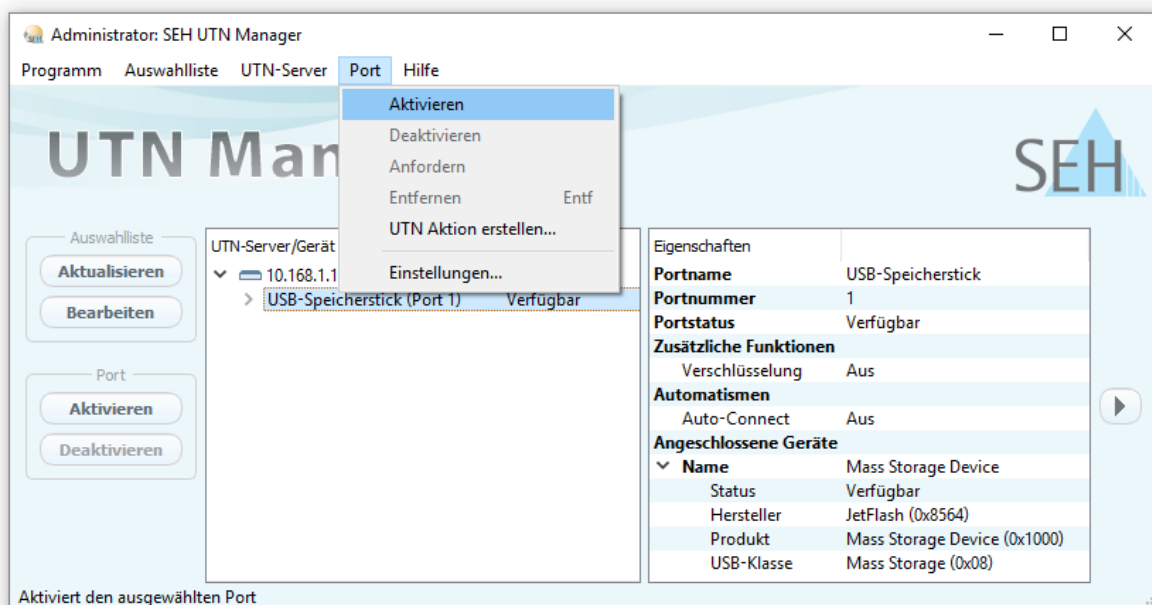 Administrator: SEH UTN Manager
Programm Auswahlliste UTN-Server Port Hilfe
Aktivieren
Deaktivieren
Anfordern
Entfernen Entf
UTN Aktion erstellen...
Einstellungen...
UTN Man
SEH
Auswahlliste
Aktualisieren
Bearbeiten
Port
Aktivieren
Deaktivieren
UTN-Server/Gerät
10.168.1.1
USB-Speicherstick (Port 1) Verfügbar
Eigenschaften
Portname USB-Speicherstick
Portnummer 1
Portstatus Verfügbar
Zusätzliche Funktionen
Verschlüsselung Aus
Automatismen
Auto-Connect Aus
Angeschlossene Geräte
Name Mass Storage Device
Status Verfügbar
Hersteller JetFlash (0x8564)
Produkt Mass Storage Device (0x1000)
USB-Klasse Mass Storage (0x08)
Aktiviert den ausgewählten Port